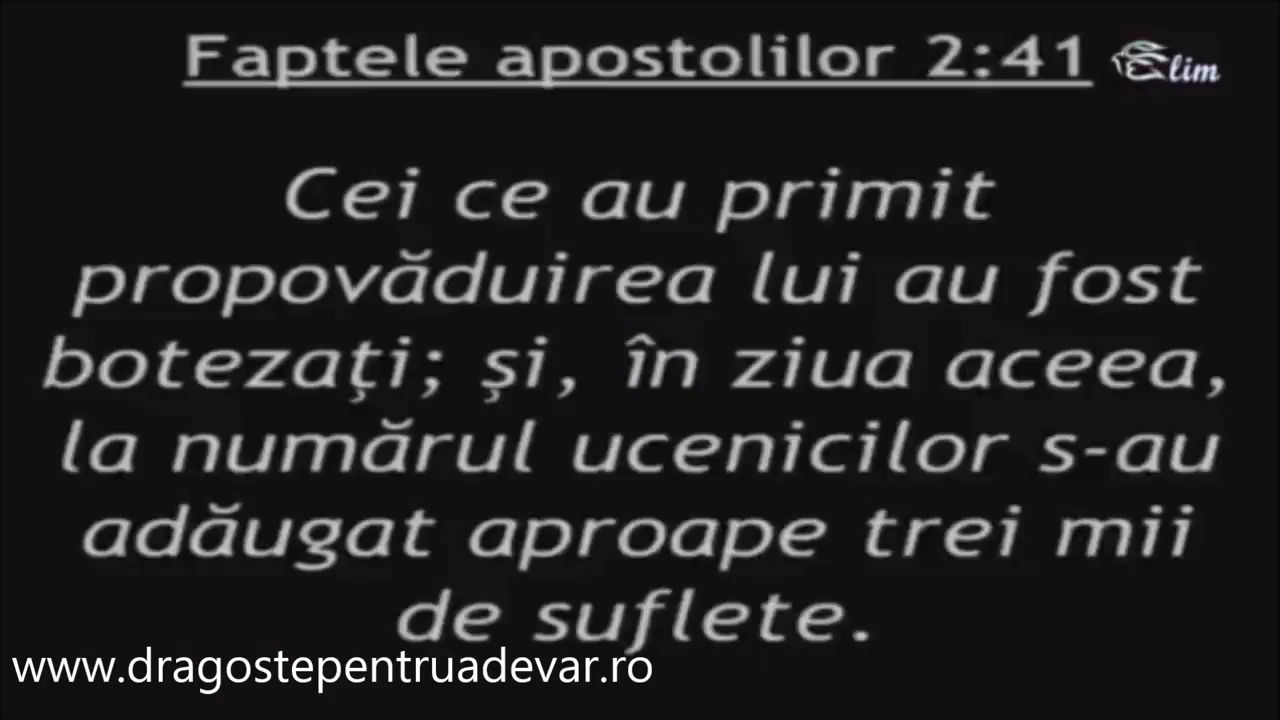 Faptele apostolilor 2:41
Elim
Cei ce au primit
propovăduirea lui au fost
botezaţi; şi, în ziua aceea,
la numărul ucenicilor s-au
adăugat aproape trei mii
de suflete.
www.dragostepentruadevar.ro